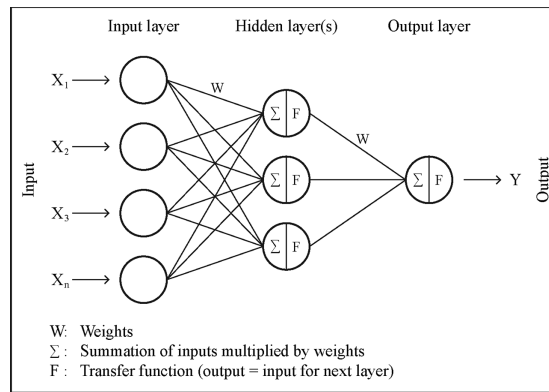 Input layer Hidden layer(s) Output layer
X1
W
Σ F
X2
W
Input
Σ F
Σ F
Y
Output
X3
Σ F
Xn
W: Weights
Σ : Summation of inputs multiplied by weights
F : Transfer function (output = input for next layer)